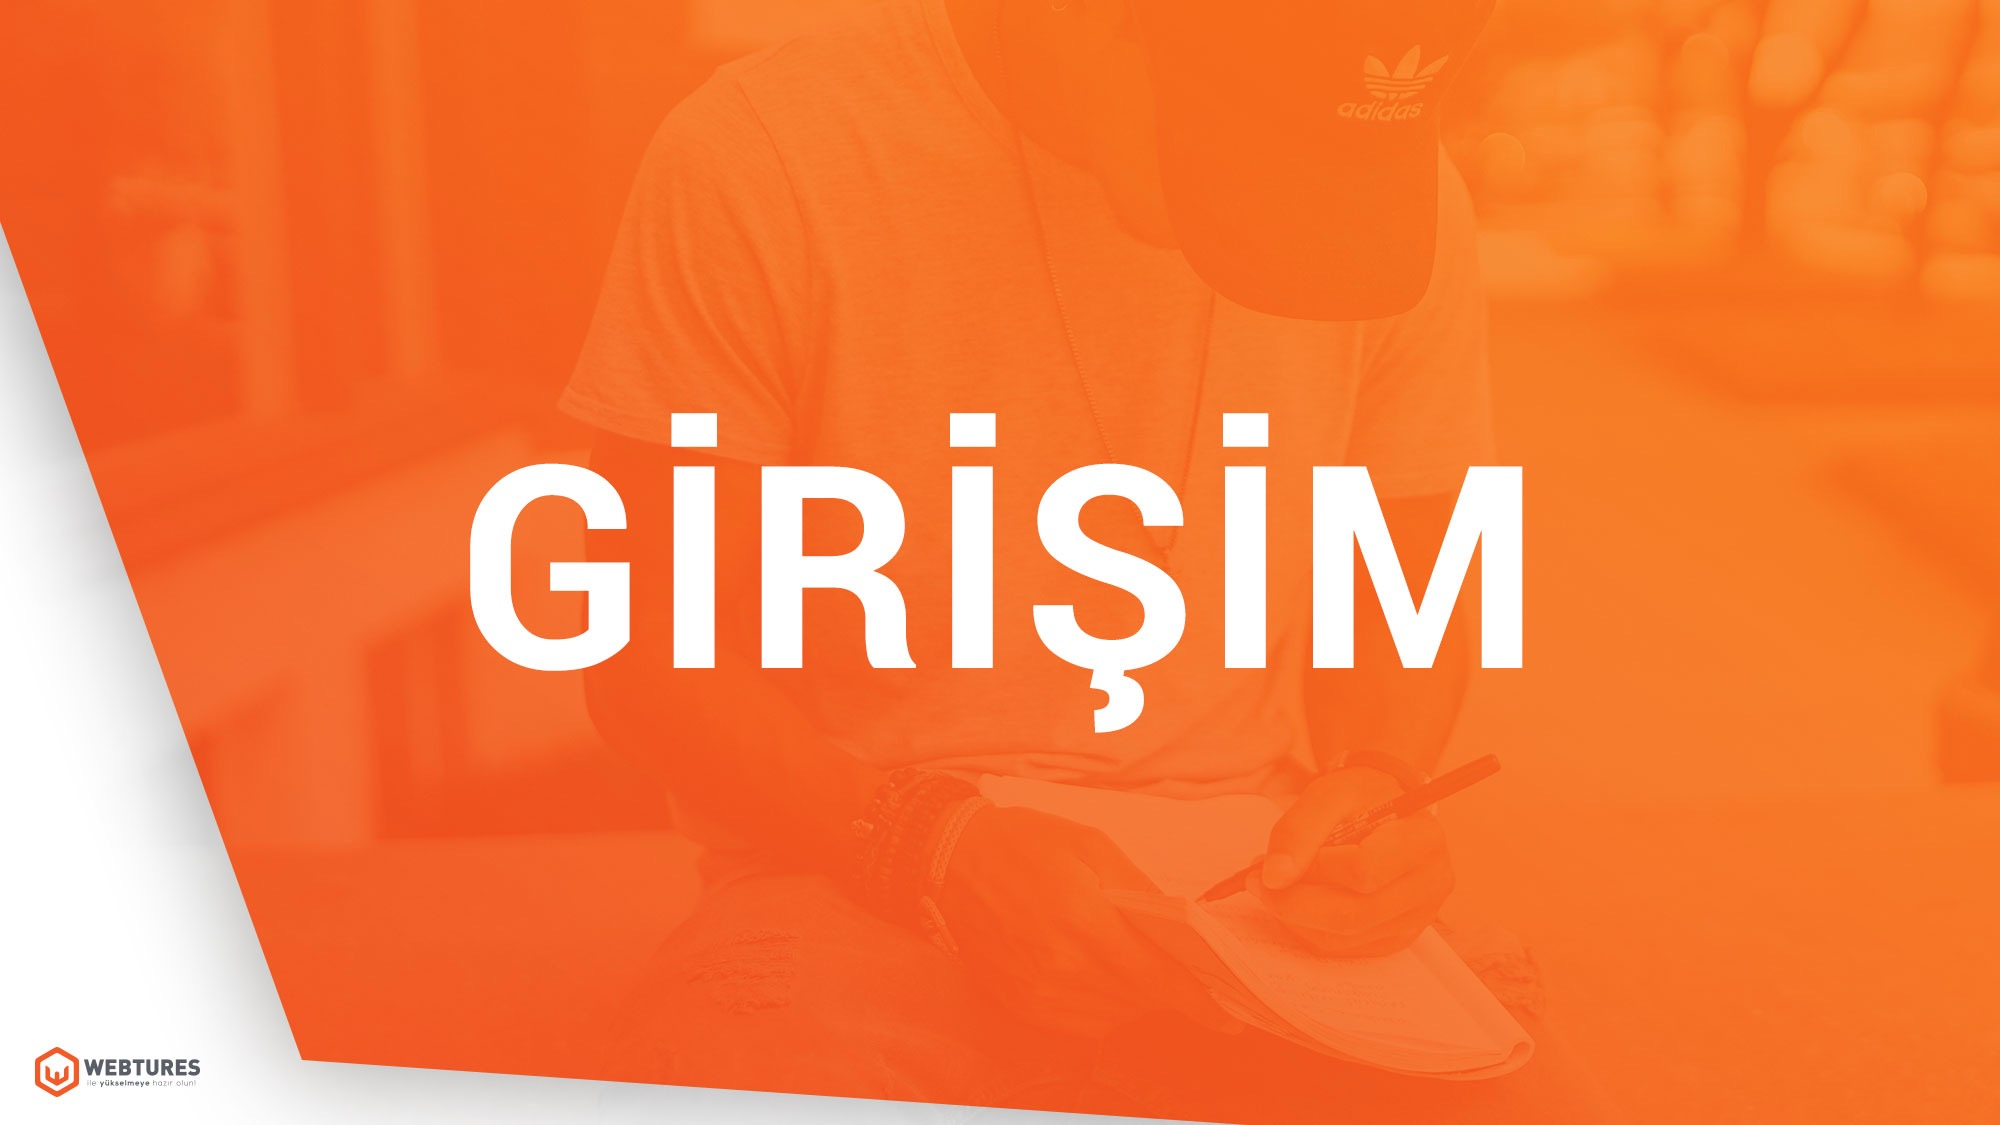 adidas
GİRİŞİM
WEBTURES
ile yükselmeye hazır olun!